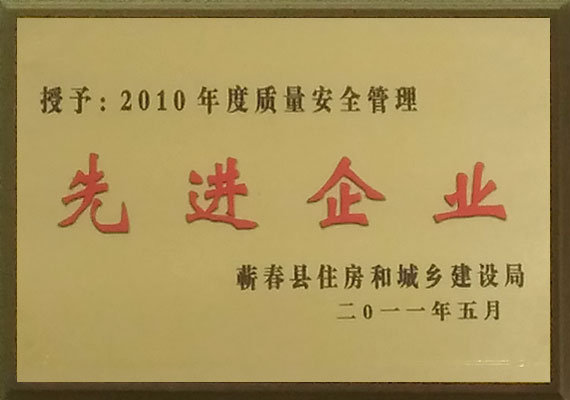 授予：2010年度质量安全管理
先进企业
蕲春县住房和城乡建设局
二0一一年五月